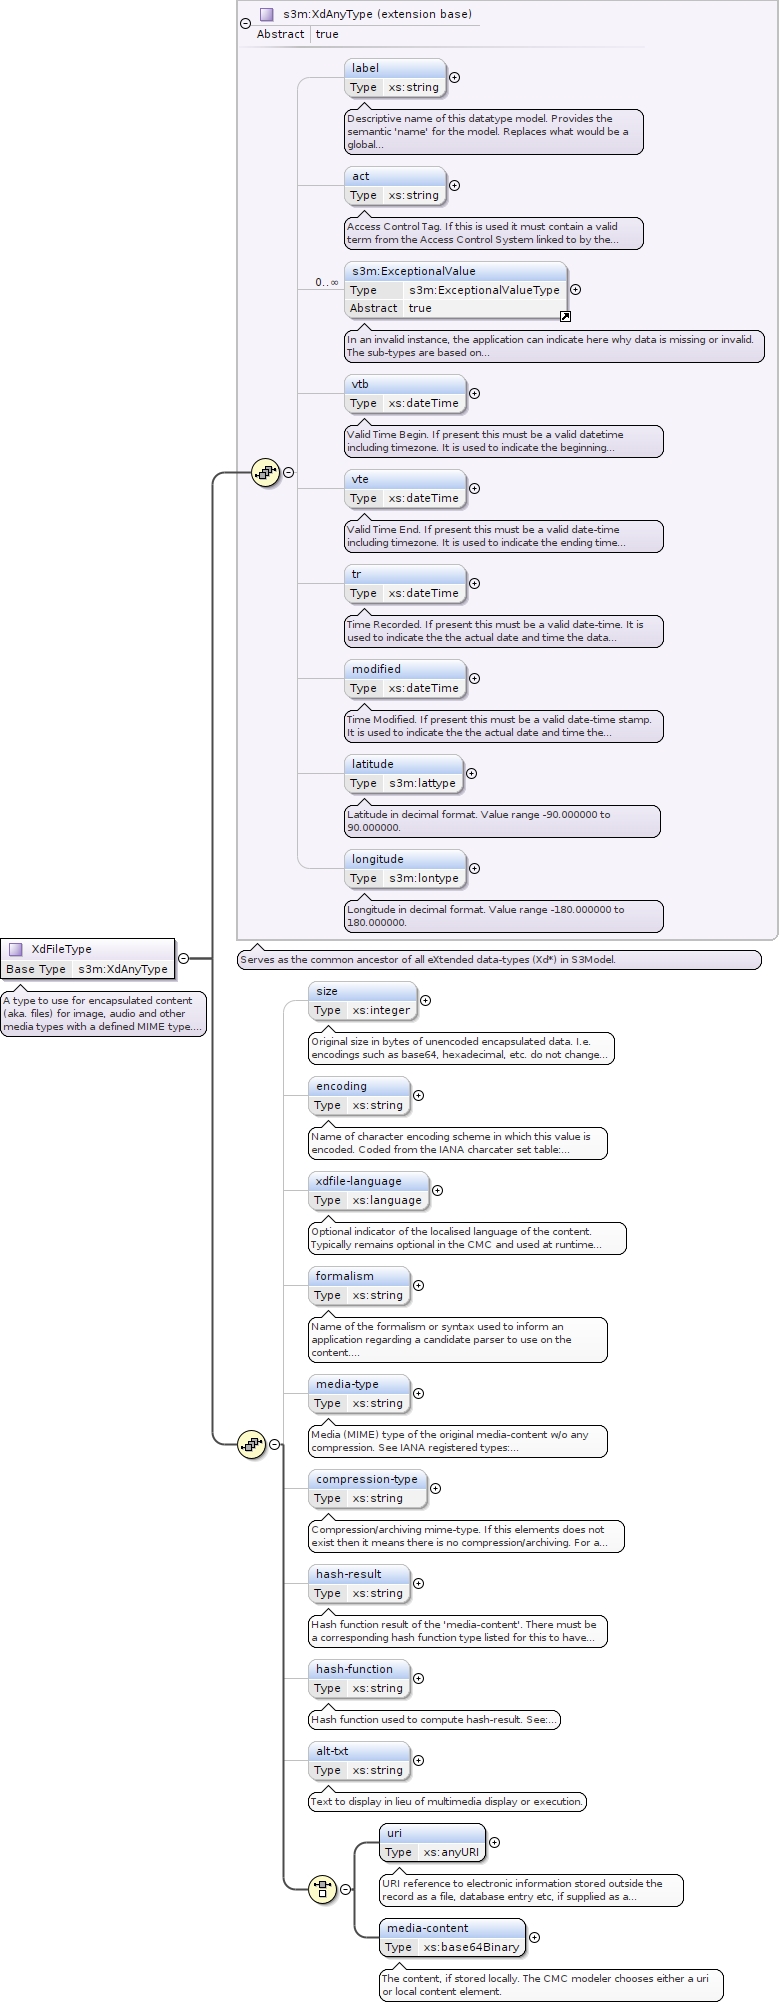 s3m:XdAnyType (extension base)
Abstract true
label
Type xs:string
Descriptive name of this datatype model. Provides the
semantic 'name' for the model. Replaces what would be a
global...
act
Type xs:string
Access Control Tag. If this is used it must contain a valid
term from the Access Control System linked to by the...
0..∞
s3m:ExceptionalValue
Type s3m:ExceptionalValueType
Abstract true
In an invalid instance, the application can indicate here why data is missing or invalid.
The sub-types are based on...
vtb
Type xs:dateTime
Valid Time Begin. If present this must be a valid datetime
including timezone. It is used to indicate the beginning...
vte
Type xs:dateTime
Valid Time End. If present this must be a valid date-time
including timezone. It is used to indicate the ending time...
tr
Type xs:dateTime
Time Recorded. If present this must be a valid date-time. It is
used to indicate the the actual date and time the data...
modified
Type xs:dateTime
Time Modified. If present this must be a valid date-time stamp.
It is used to indicate the the actual date and time the...
latitude
Type s3m:lattype
Latitude in decimal format. Value range -90.000000 to
90.000000.
longitude
Type s3m:lontype
Longitude in decimal format. Value range -180.000000 to
180.000000.
XdFileType
Base Type s3m:XdAnyType
A type to use for encapsulated content
(aka. files) for image, audio and other
media types with a defined MIME type....
Serves as the common ancestor of all eXtended data-types (Xd*) in S3Model.
size
Type xs:integer
Original size in bytes of unencoded encapsulated data. I.e.
encodings such as base64, hexadecimal, etc. do not change...
encoding
Type xs:string
Name of character encoding scheme in which this value is
encoded. Coded from the IANA charcater set table:...
xdfile-language
Type xs:language
Optional indicator of the localised language of the content.
Typically remains optional in the CMC and used at runtime...
formalism
Type xs:string
Name of the formalism or syntax used to inform an
application regarding a candidate parser to use on the
content....
media-type
Type xs:string
Media (MIME) type of the original media-content w/o any
compression. See IANA registered types:...
compression-type
Type xs:string
Compression/archiving mime-type. If this elements does not
exist then it means there is no compression/archiving. For a...
hash-result
Type xs:string
Hash function result of the 'media-content'. There must be
a corresponding hash function type listed for this to have...
hash-function
Type xs:string
Hash function used to compute hash-result. See:...
alt-txt
Type xs:string
Text to display in lieu of multimedia display or execution.
uri
Type xs:anyURI
URI reference to electronic information stored outside the
record as a file, database entry etc, if supplied as a...
media-content
Type xs:base64Binary
The content, if stored locally. The CMC modeler chooses either a uri
or local content element.